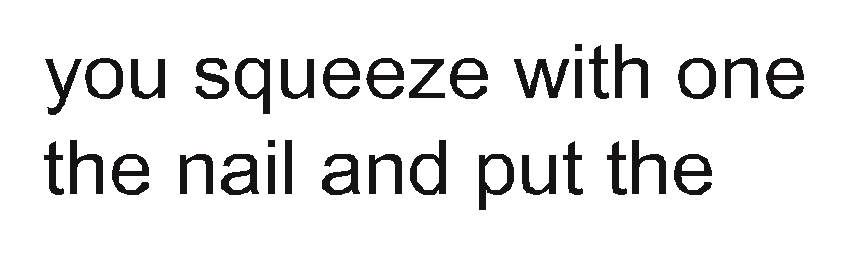 you squeeze with one
the nail and put the